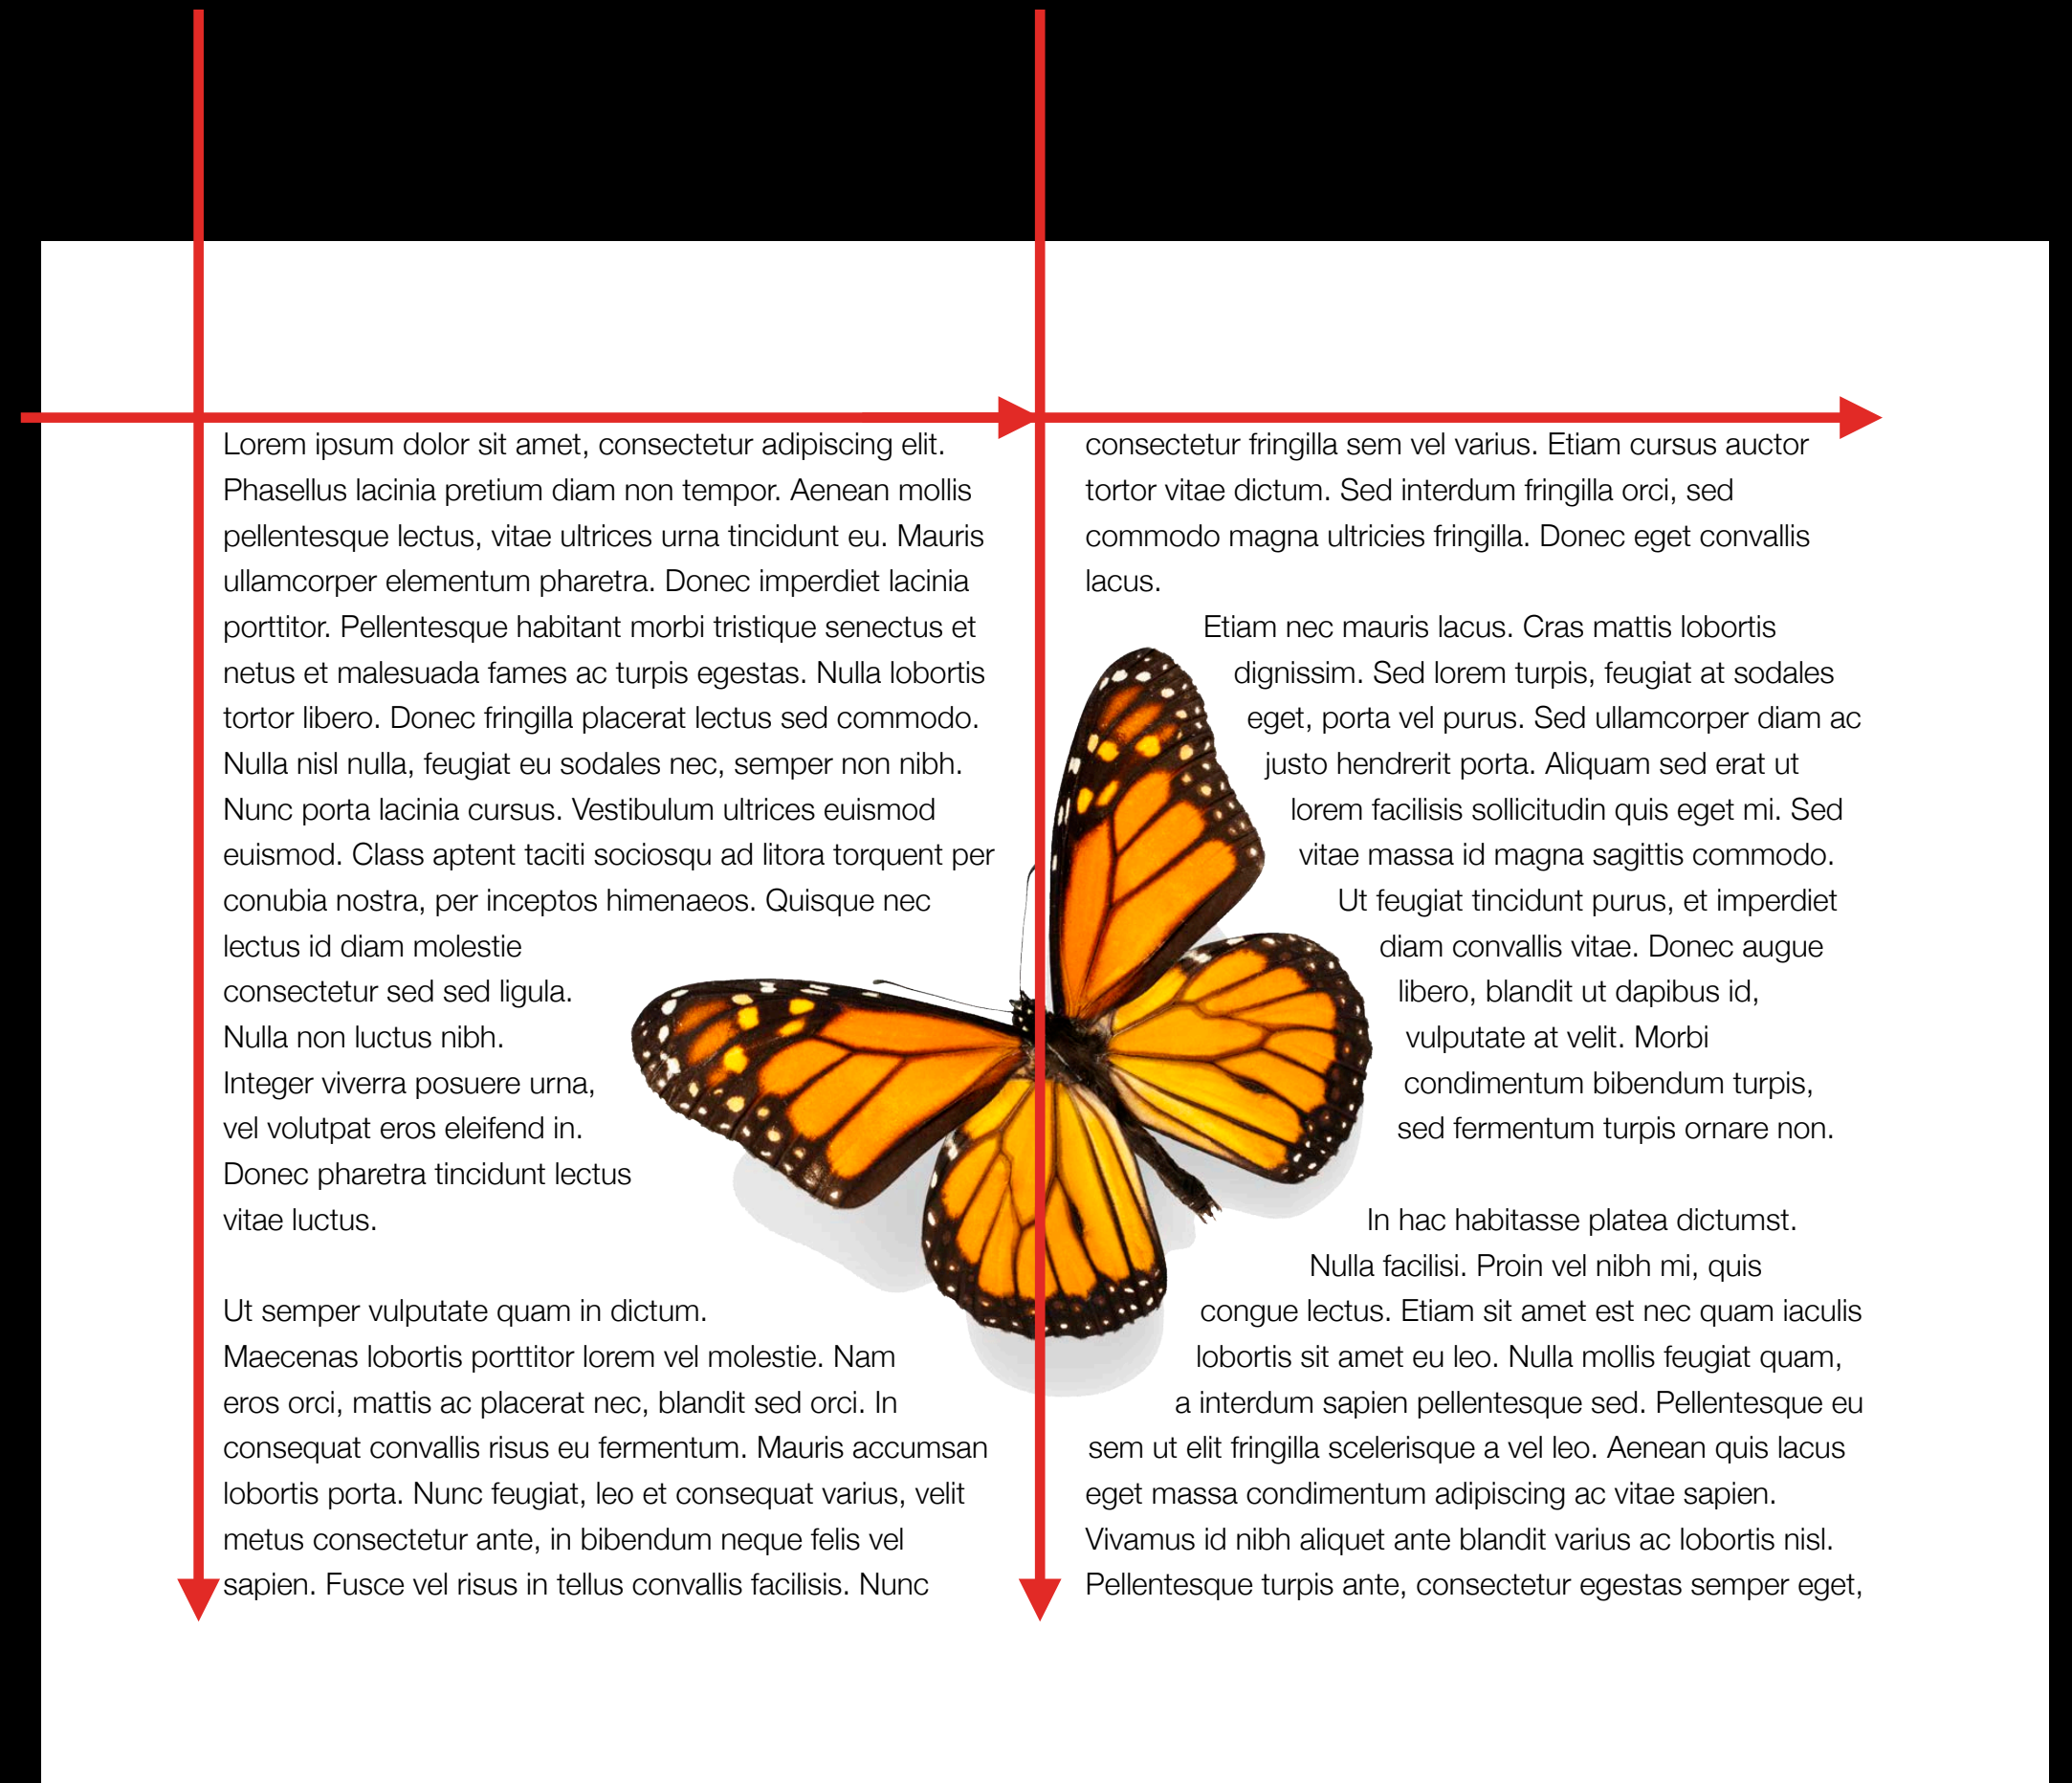 Lorem ipsum dolor sit amet, consectetur adipiscing elit.
Phasellus lacinia pretium diam non tempor. Aenean mollis
pellentesque lectus, vitae ultrices urna tincidunt eu. Mauris
ullamcorper elementum pharetra. Donec imperdiet lacinia
porttitor. Pellentesque habitant morbi tristique senectus et
netus et malesuada fames ac turpis egestas. Nulla lobortis
tortor libero. Donec fringilla placerat lectus sed commodo.
Nulla nisl nulla, feugiat eu sodales nec, semper non nibh.
Nunc porta lacinia cursus. Vestibulum ultrices euismod
euismod. Class aptent taciti sociosqu ad litora torquent per
conubia nostra, per inceptos himenaeos. Quisque nec
lectus id diam molestie
consectetur sed sed ligula.
Nulla non luctus nibh.
Integer viverra posuere urna,
vel volutpat eros eleifend in.
Donec pharetra tincidunt lectus
vitae luctus.
Ut semper vulputate quam in dictum.
Maecenas lobortis porttitor lorem vel molestie. Nam
eros orci, mattis ac placerat nec, blandit sed orci. In
consequat convallis risus eu fermentum. Mauris accumsan
lobortis porta. Nunc feugiat, leo et consequat varius, velit
metus consectetur ante, in bibendum neque felis vel
sapien. Fusce vel risus in tellus convallis facilisis. Nunc
consectetur fringilla sem vel varius. Etiam cursus auctor
tortor vitae dictum. Sed interdum fringilla orci, sed
commodo magna ultricies fringilla. Donec eget convallis
lacus.
Etiam nec mauris lacus. Cras mattis lobortis
dignissim. Sed lorem turpis, feugiat at sodales
eget, porta vel purus. Sed ullamcorper diam ac
justo hendrerit porta. Aliquam sed erat ut
lorem facilisis sollicitudin quis eget mi. Sed
vitae massa id magna sagittis commodo.
Ut feugiat tincidunt purus, et imperdiet
diam convallis vitae. Donec augue
libero, blandit ut dapibus id,
vulputate at velit. Morbi
condimentum bibendum turpis,
sed fermentum turpis ornare non.
In hac habitasse platea dictumst.
Nulla facilisi. Proin vel nibh mi, quis
congue lectus. Etiam sit amet est nec quam iaculis
lobortis sit amet eu leo. Nulla mollis feugiat quam,
a interdum sapien pellentesque sed. Pellentesque eu
sem ut elit fringilla scelerisque a vel leo. Aenean quis lacus
eget massa condimentum adipiscing ac vitae sapien.
Vivamus id nibh aliquet ante blandit varius ac lobortis nisl.
Pellentesque turpis ante, consectetur egestas semper eget,